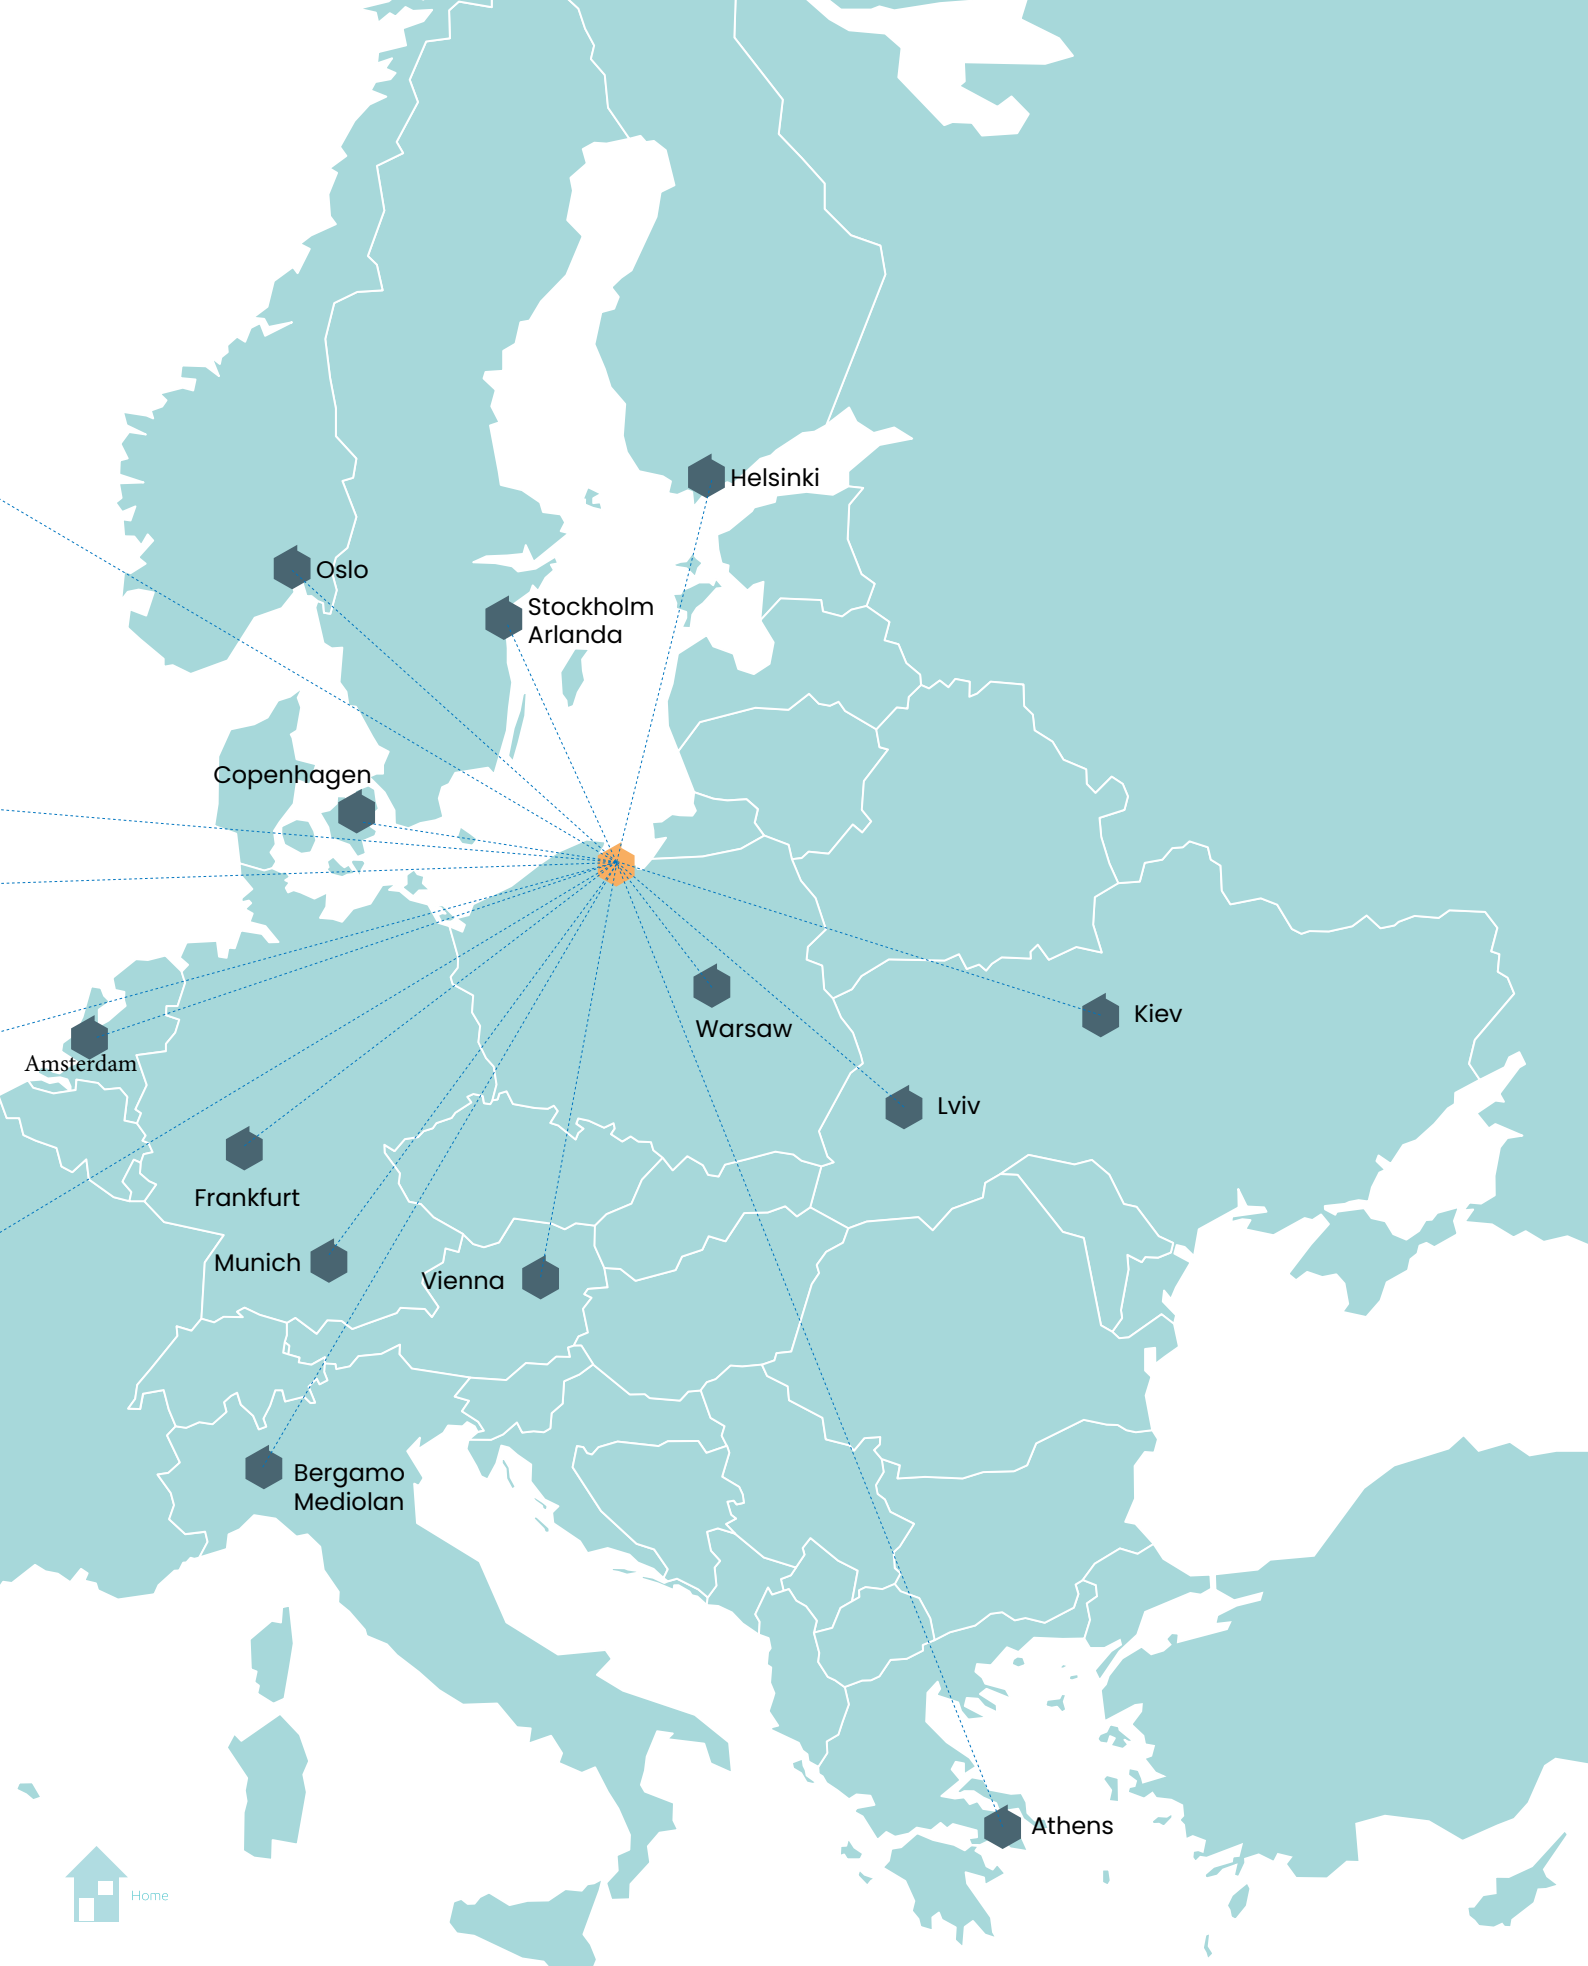 Helsinki
Oslo
Stockholm
Arlanda
Copenhagen
Warsaw
Kiev
Amsterdam
Lviv
Frankfurt
Munich
Vienna
Bergamo
Mediolan
Athens
Home